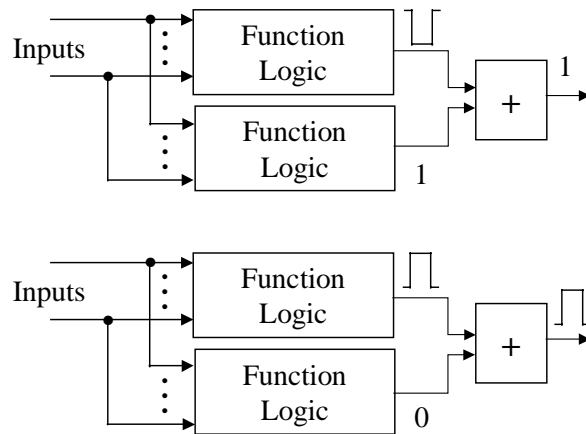 Function
Logic
Inputs
1
+
Function
Logic
1
Function
Logic
Inputs
+
Function
Logic
0